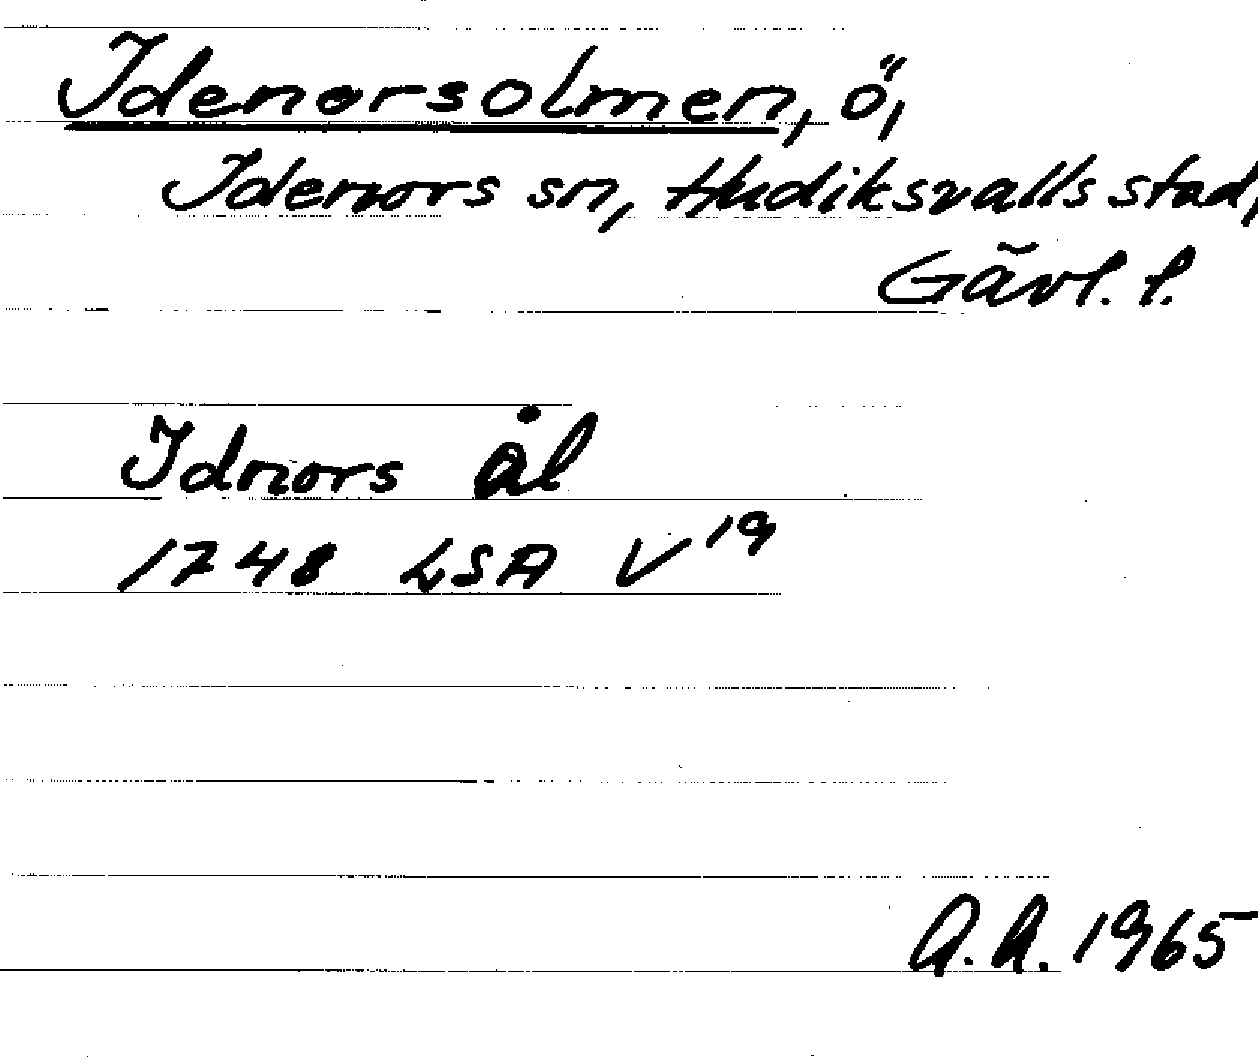 Idenorsolmen, ö,
Idenors sn, Hudiksvalls stad,
Gävl. l.
Idnors ål
1748 LSA V¹⁹
A.A. 1965